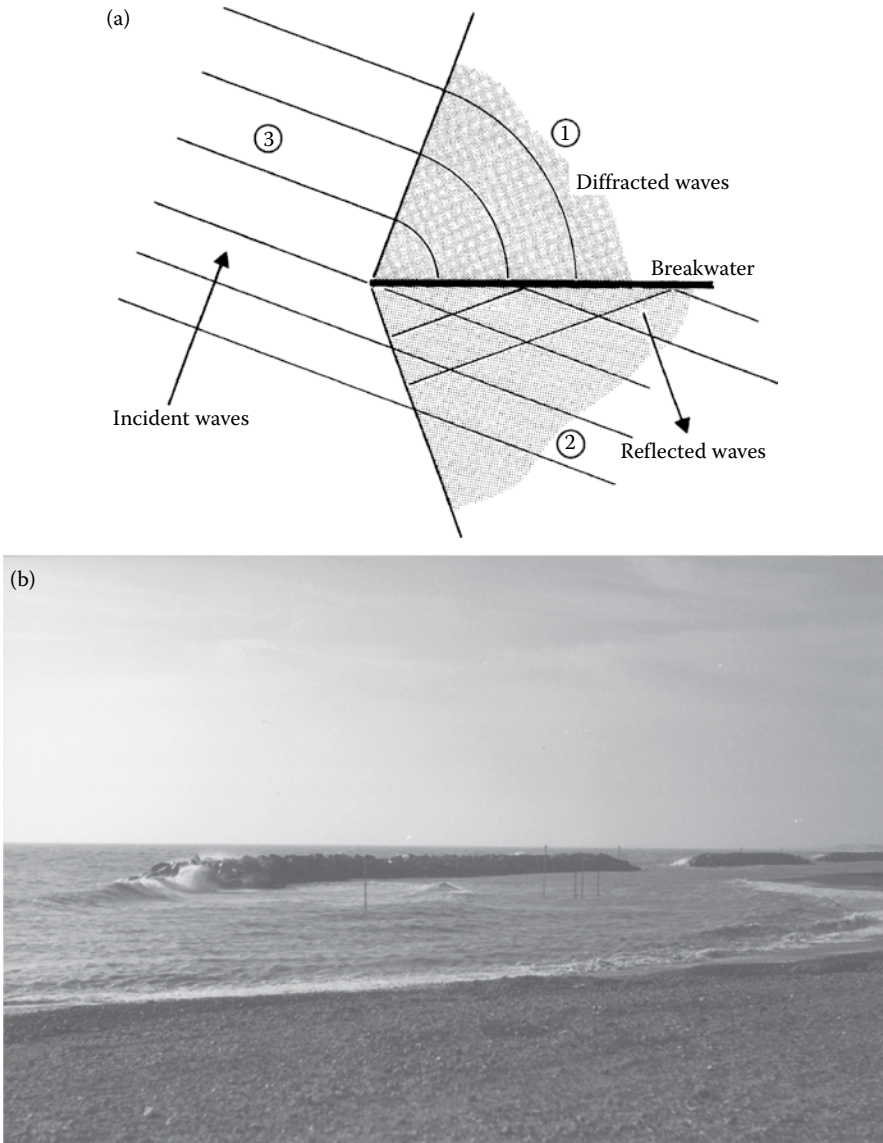 (a)
③
①
Diffracted waves
Breakwater
Incident waves
②
Reflected waves
(b)